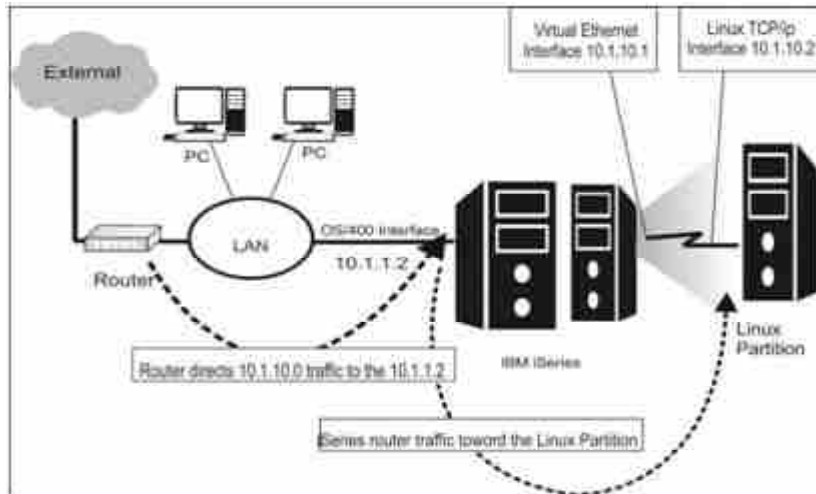 Virtual Ethernet
Interface 10.1.10.1
Linux TCP/ip
Interface 10.1.10.2
External
PC
PC
LAN
OS/400 Interface
10.1.1.2
Router
Router directs 10.1.10.0 traffic to the 10.1.1.2
IBM iSeries
Linux
Partition
iSeries router traffic toward the Linux Partition